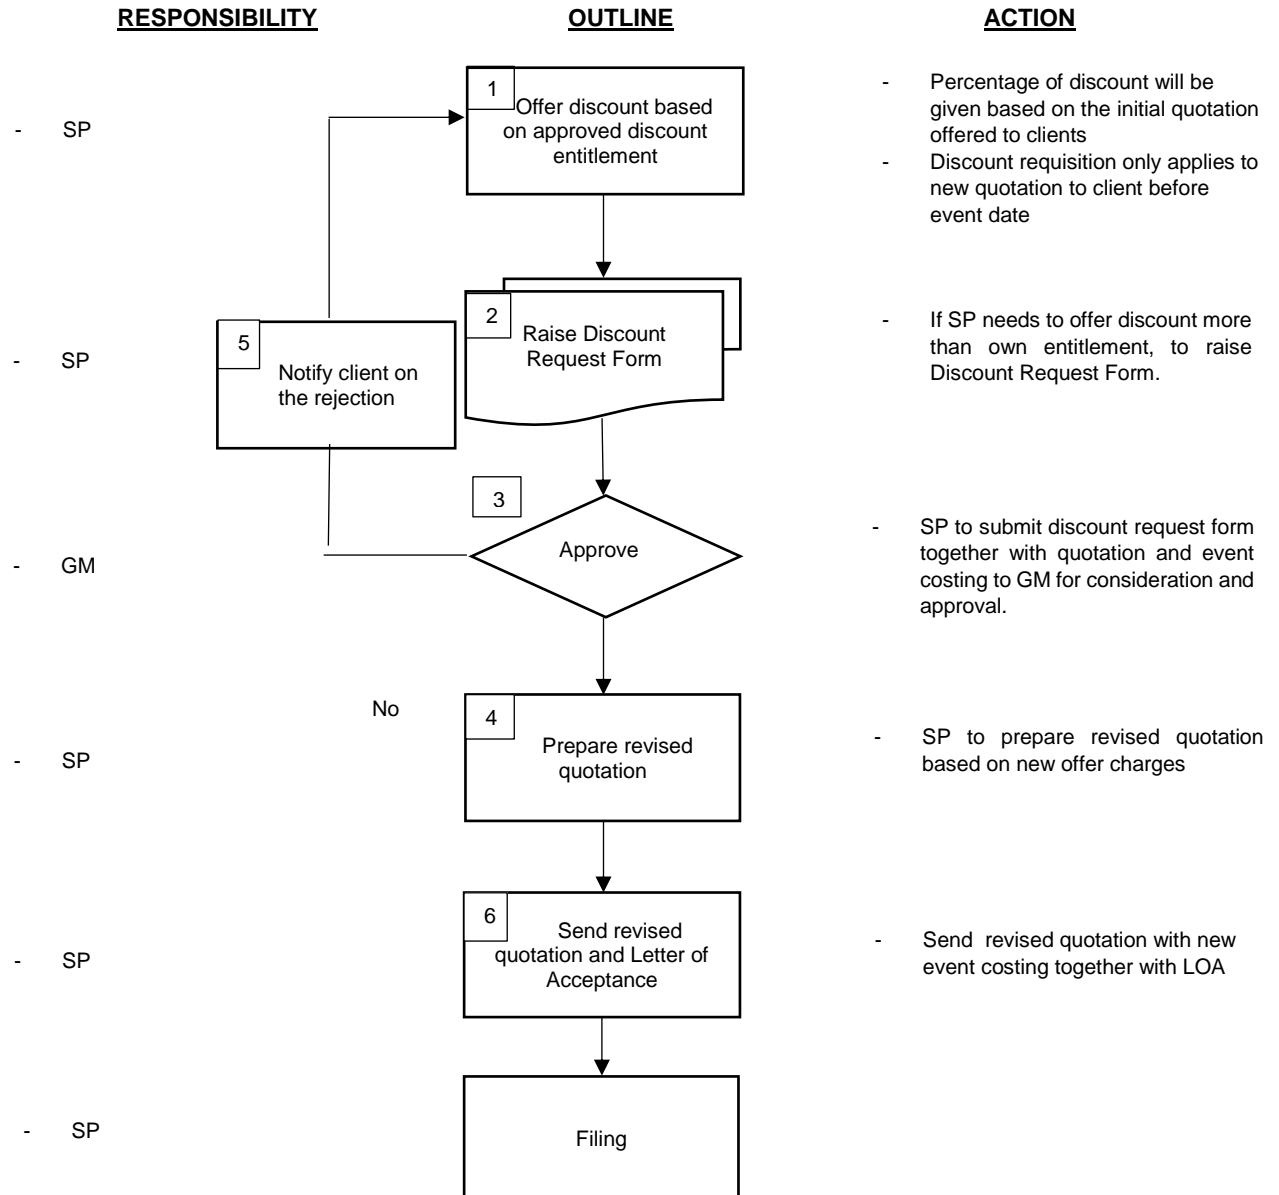 RESPONSIBILITY
OUTLINE
ACTION
- SP
1
Offer discount based
on approved discount
entitlement
- Percentage of discount will be
given based on the initial quotation
offered to clients
- Discount requisition only applies to
new quotation to client before
event date
- SP
5
Notify client on
the rejection
2
Raise Discount
Request Form
- If SP needs to offer discount more
than own entitlement, to raise
Discount Request Form.
- GM
3
Approve
- SP to submit discount request form
together with quotation and event
costing to GM for consideration and
approval.
No
- SP
4
Prepare revised
quotation
- SP to prepare revised quotation
based on new offer charges
- SP
6
Send revised
quotation and Letter of
Acceptance
- Send revised quotation with new
event costing together with LOA
- SP
Filing